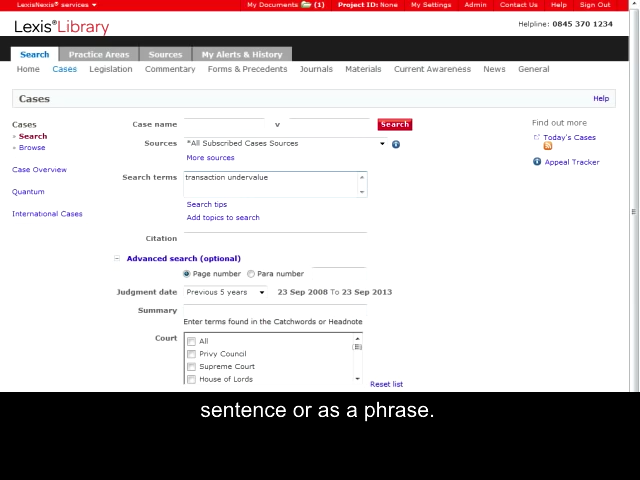 LexisNexis® services My Documents (1) Project ID: None My Settings Admin Contact Us Help Sign Out
Lexis®Library Helpline: 0845 370 1234
Search Practice Areas Sources My Alerts & History
Home Cases Legislation Commentary Forms & Precedents Journals Materials Current Awareness News General
Cases Help
Cases
Search
Browse
Case Overview
Quantum
International Cases
Case name v Search
Sources *All Subscribed Cases Sources
More sources
Search terms transaction undervalue
Search tips
Add topics to search
Citation
Advanced search (optional)
Page number Para number
Judgment date Previous 5 years 23 Sep 2008 To 23 Sep 2013
Summary
Enter terms found in the Catchwords or Headnote
Court All
Privy Council
Supreme Court
House of Lords
Reset list
Find out more
Today's Cases
Appeal Tracker
sentence or as a phrase.